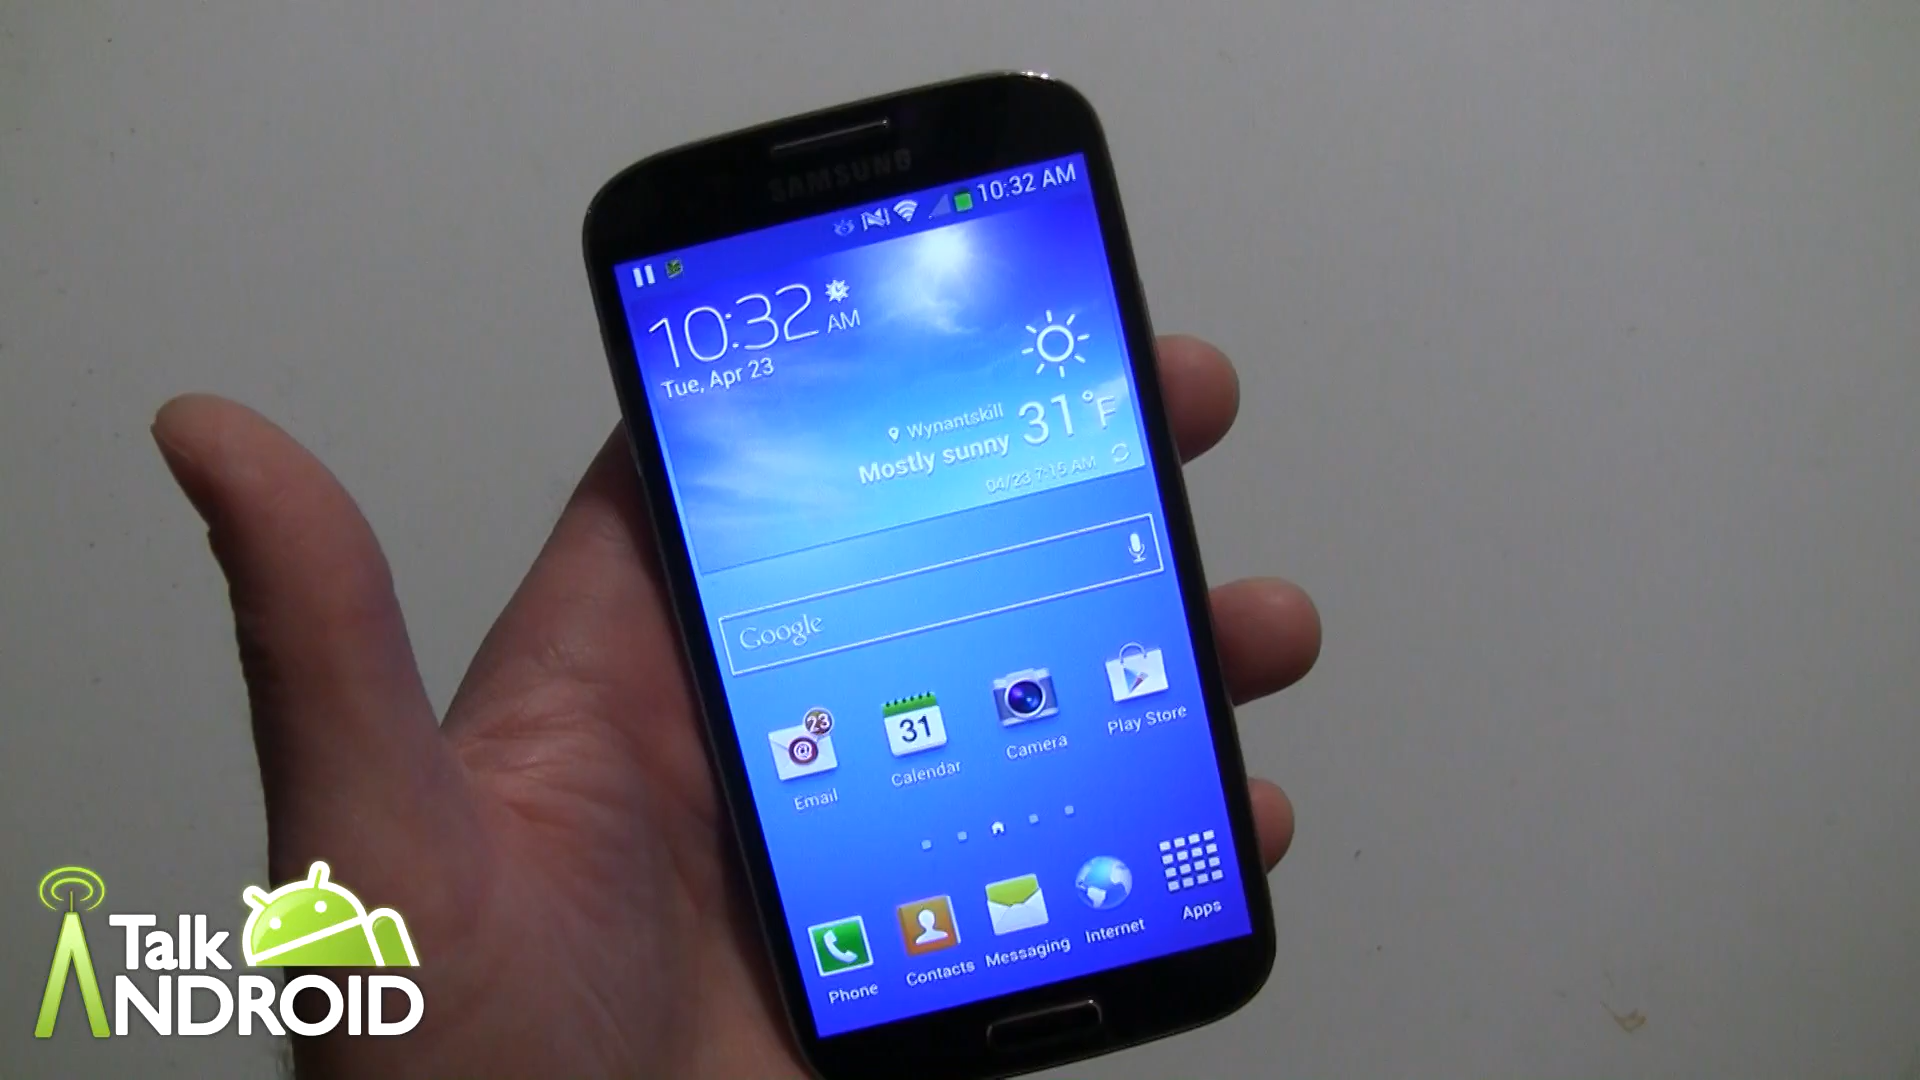 SAMSUNG
10:32 AM
10:32
AM
Tue, Apr 23
Wynantskill
31°F
Mostly sunny
04/23 7:15 AM
Google
23
@
Email
31
Calendar
Camera
Play Store
Phone
Contacts
Messaging
Internet
Apps
Talk
ANDROID